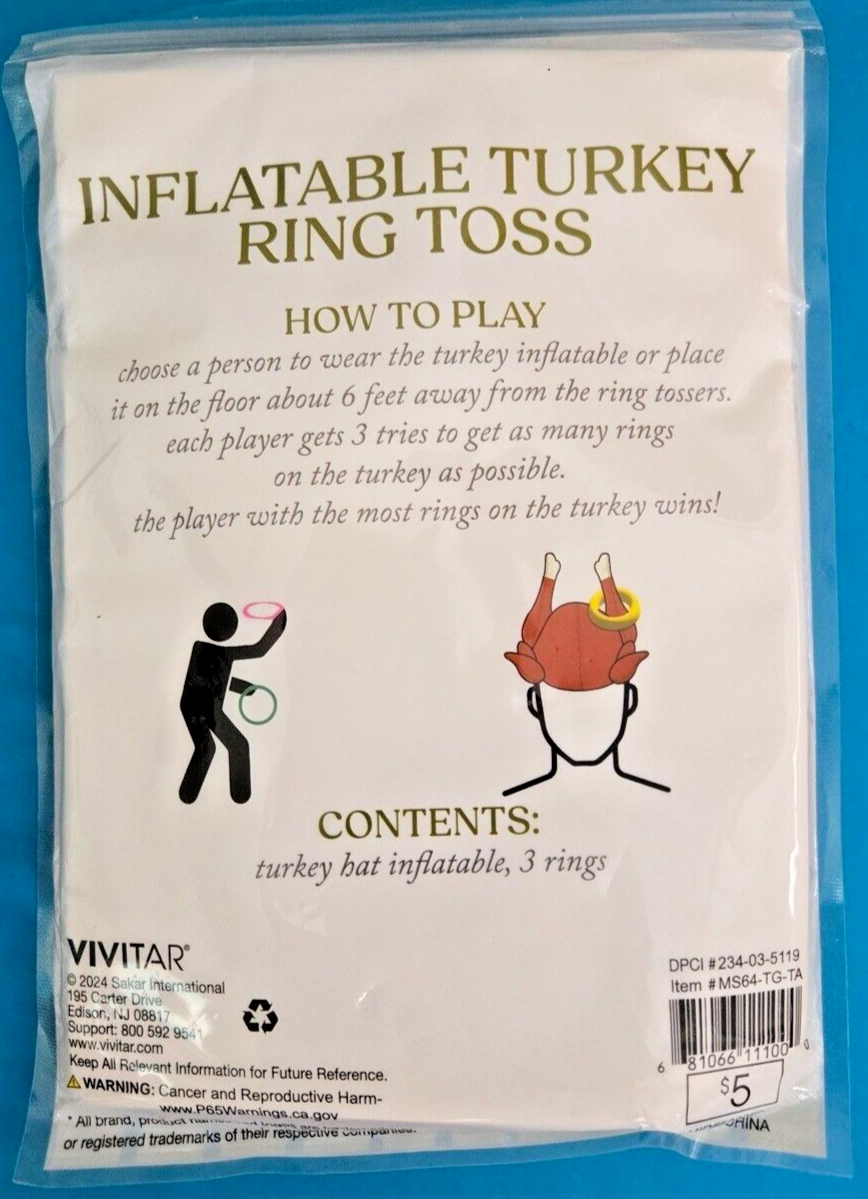 INFLATABLE TURKEY
RING TOSS
HOW TO PLAY
choose a person to wear the turkey inflatable or place
it on the floor about 6 feet away from the ring tossers.
each player gets 3 tries to get as many rings
on the turkey as possible.
the player with the most rings on the turkey wins!
CONTENTS:
turkey hat inflatable, 3 rings
VIVITAR®
© 2024 Sakar International
195 Carter Drive
Edison, NJ 08817
Support: 800 592 9541
www.vivitar.com
Keep All Relevant Information for Future Reference.
⚠WARNING: Cancer and Reproductive Harm-
www.P65Warnings.ca.gov
* All brand, product
or registered trademarks of their respective companies.
DPCI #234-03-5119
Item #MS64-TG-TA
6 81066 11100 0
$5
CHINA